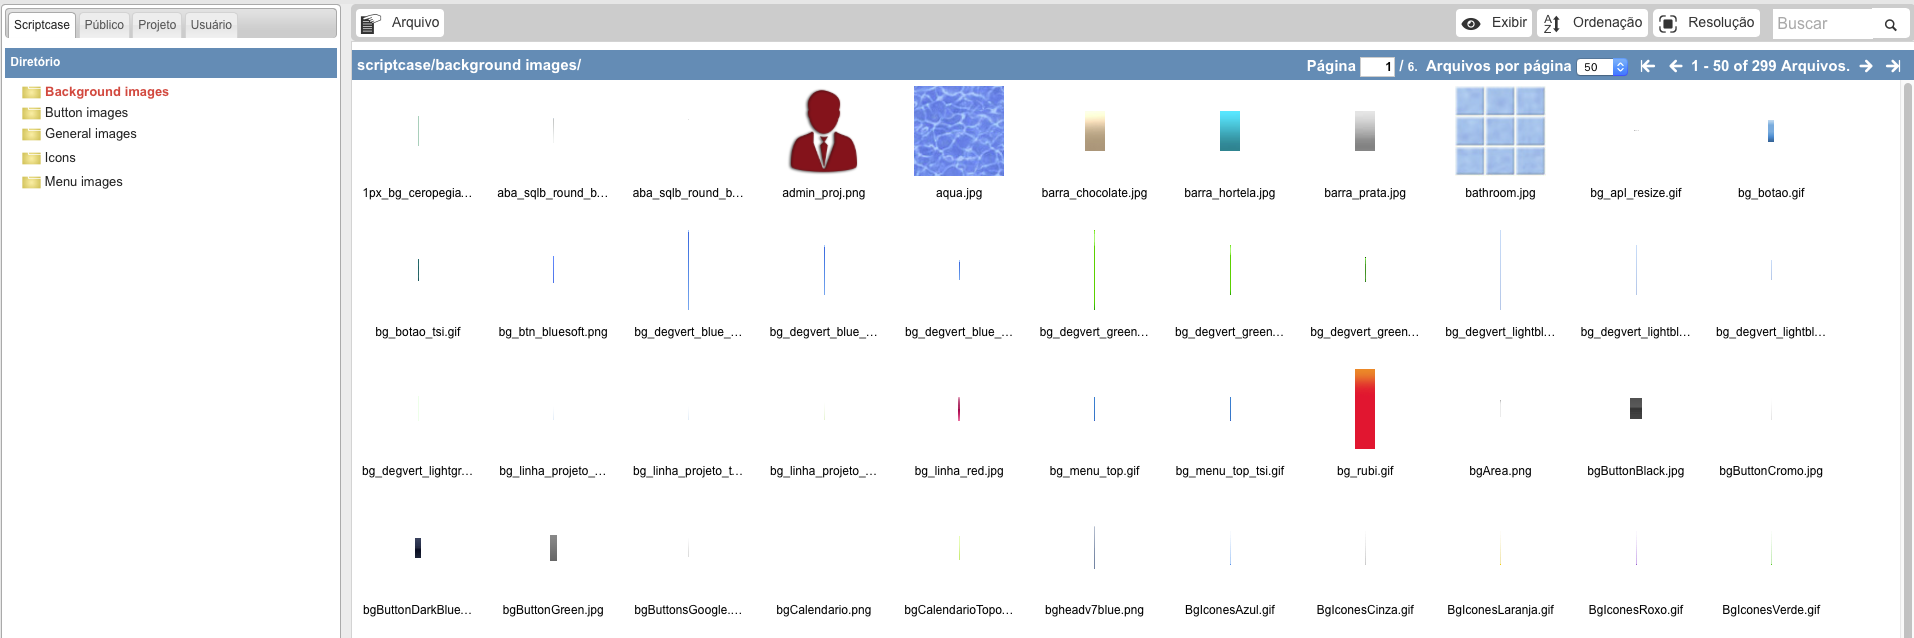 Scriptcase Público Projeto Usuário
Diretório
Background images
Button images
General images
Icons
Menu images
Arquivo Exibir Ordenação Resolução Buscar
scriptcase/background images/ Página 1 / 6. Arquivos por página 50 1 - 50 of 299 Arquivos.
1px_bg_ceropegia... aba_sqlb_round_b... aba_sqlb_round_b... admin_proj.png aqua.jpg barra_chocolate.jpg barra_hortela.jpg barra_prata.jpg bathroom.jpg bg_apl_resize.gif bg_botao.gif
bg_botao_tsi.gif bg_btn_bluesoft.png bg_degvert_blue_... bg_degvert_blue_... bg_degvert_blue_... bg_degvert_green... bg_degvert_green... bg_degvert_green... bg_degvert_lightbl... bg_degvert_lightbl... bg_degvert_lightbl...
bg_degvert_lightgr... bg_linha_projeto_... bg_linha_projeto_t... bg_linha_projeto_... bg_linha_red.jpg bg_menu_top.gif bg_menu_top_tsi.gif bg_rubi.gif bgArea.png bgButtonBlack.jpg bgButtonCromo.jpg
bgButtonDarkBlue... bgButtonGreen.jpg bgButtonsGoogle.... bgCalendario.png bgCalendarioTopo... bgheadv7blue.png BgIconesAzul.gif BgIconesCinza.gif BgIconesLaranja.gif BgIconesRoxo.gif BgIconesVerde.gif